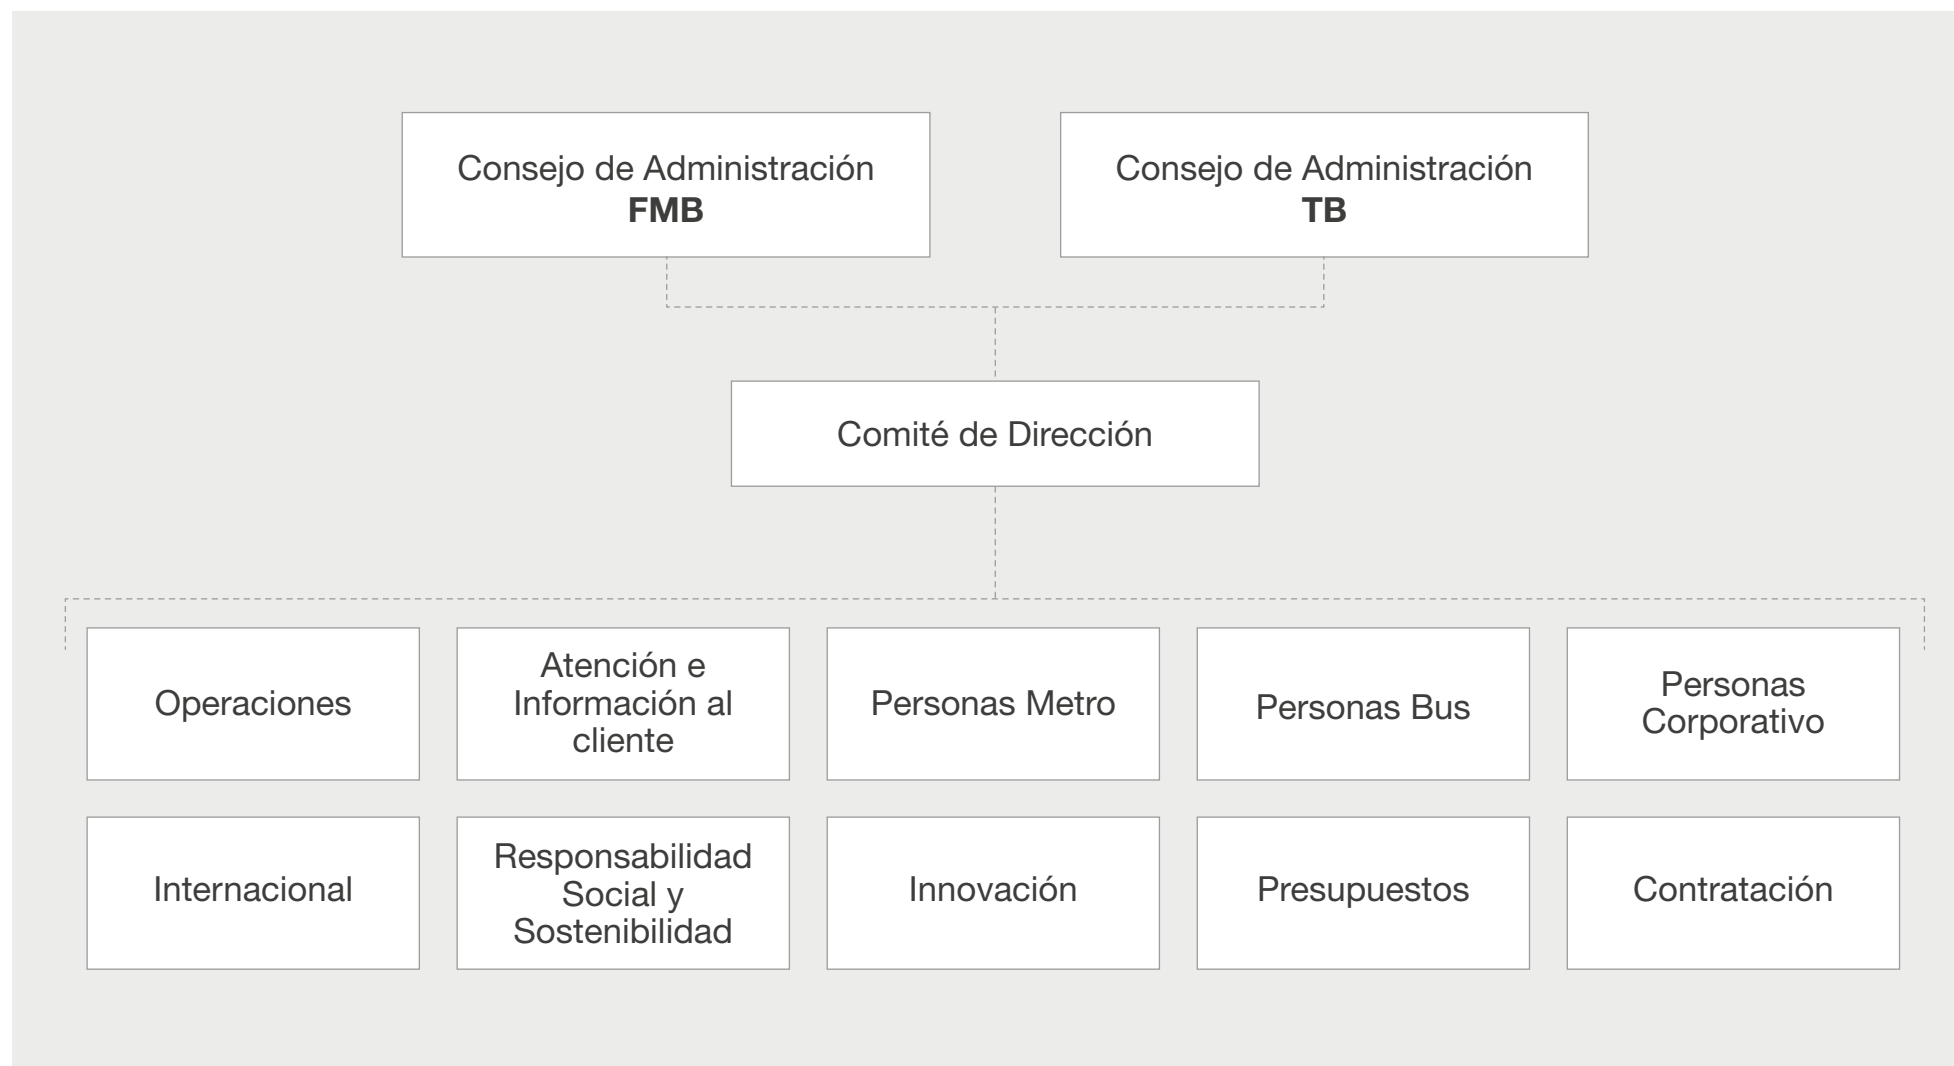 Consejo de Administración
FMB
Consejo de Administración
TB
Comité de Dirección
Operaciones
Atención e
Información al
cliente
Personas Metro
Personas Bus
Personas
Corporativo
Internacional
Responsabilidad
Social y
Sostenibilidad
Innovación
Presupuestos
Contratación